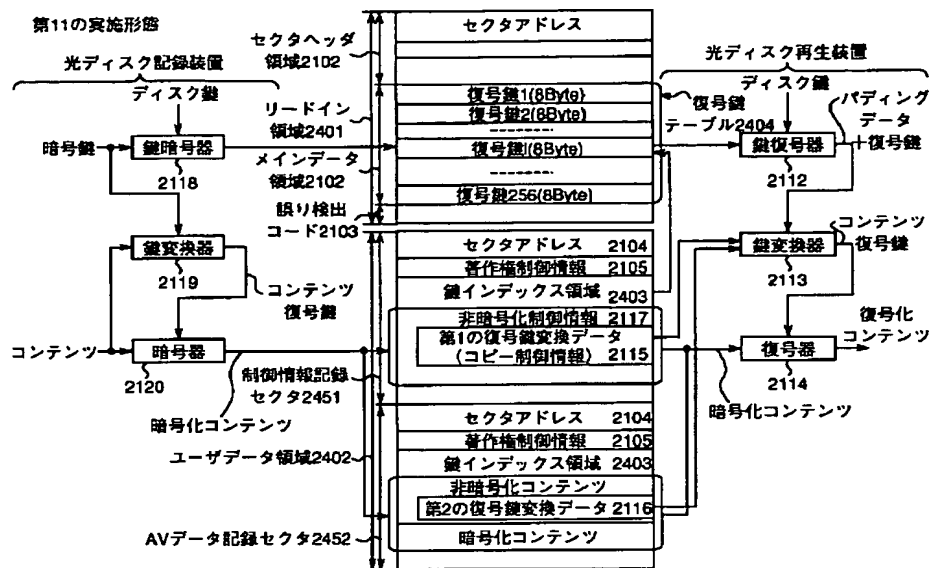 第11の実施形態
光ディスク記録装置
ディスク鍵
暗号鍵
鍵暗号器
2118
鍵変換器
2119
コンテンツ
復号鍵
コンテンツ
暗号器
2120
暗号化コンテンツ
セクタヘッダ
領域2102
リードイン
領域2401
メインデータ
領域2102
誤り検出
コード2103
制御情報記録
セクタ2451
ユーザデータ領域2402
AVデータ記録セクタ2452
セクタアドレス
復号鍵1(8Byte)
復号鍵2(8Byte)
復号鍵I(8Byte)
復号鍵256(8Byte)
セクタアドレス 2104
著作権制御情報 2105
鍵インデックス領域 2403
非暗号化制御情報 2117
第1の復号鍵変換データ
(コピー制御情報) 2115
セクタアドレス 2104
著作権制御情報 2105
鍵インデックス領域 2403
非暗号化コンテンツ
第2の復号鍵変換データ 2116
暗号化コンテンツ
光ディスク再生装置
ディスク鍵
復号鍵
テーブル2404
パディング
データ
+復号鍵
鍵復号器
2112
鍵変換器
2113
コンテンツ
復号鍵
復号器
2114
復号化
コンテンツ
暗号化コンテンツ